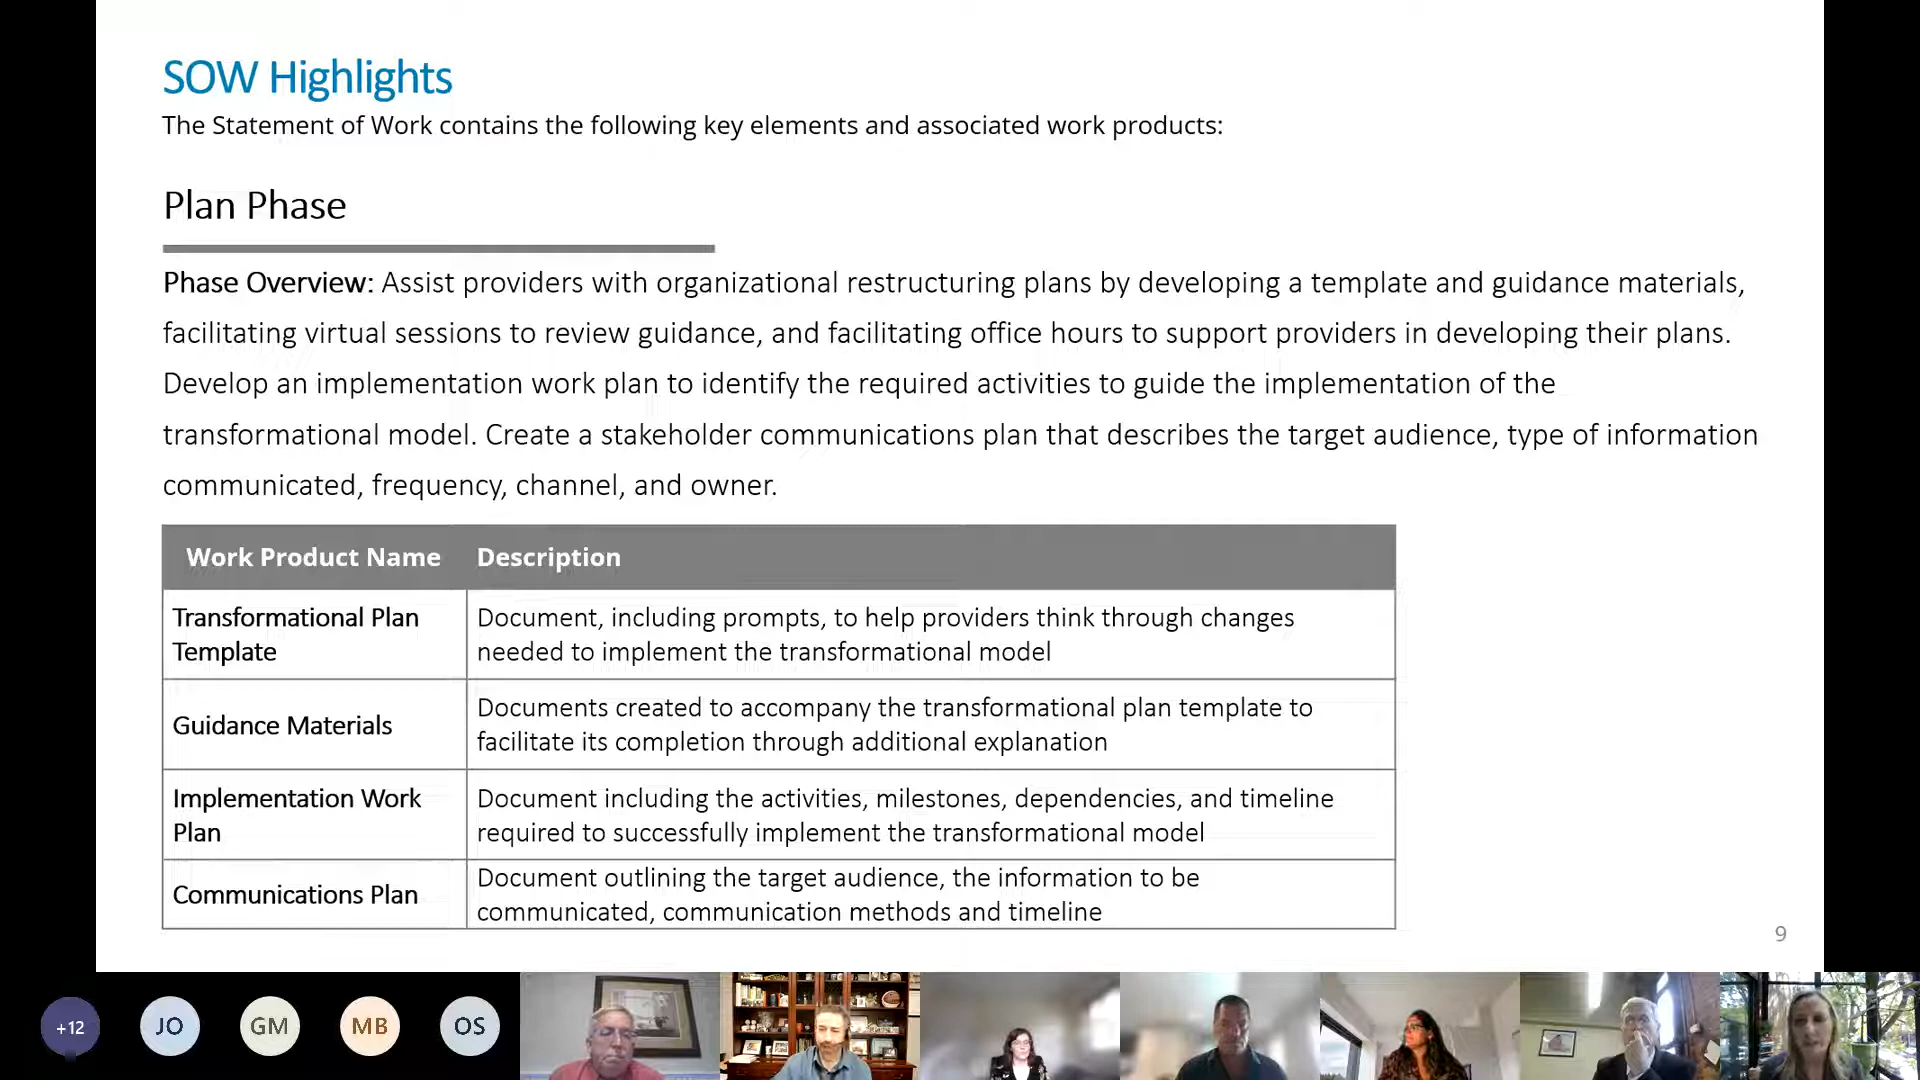 SOW Highlights
The Statement of Work contains the following key elements and associated work products:
Plan Phase
Phase Overview: Assist providers with organizational restructuring plans by developing a template and guidance materials,
facilitating virtual sessions to review guidance, and facilitating office hours to support providers in developing their plans.
Develop an implementation work plan to identify the required activities to guide the implementation of the
transformational model. Create a stakeholder communications plan that describes the target audience, type of information
communicated, frequency, channel, and owner.
Work Product Name Description
Transformational Plan
Template
Document, including prompts, to help providers think through changes
needed to implement the transformational model
Guidance Materials
Documents created to accompany the transformational plan template to
facilitate its completion through additional explanation
Implementation Work
Plan
Document including the activities, milestones, dependencies, and timeline
required to successfully implement the transformational model
Communications Plan
Document outlining the target audience, the information to be
communicated, communication methods and timeline
9
+12 JO GM MB OS